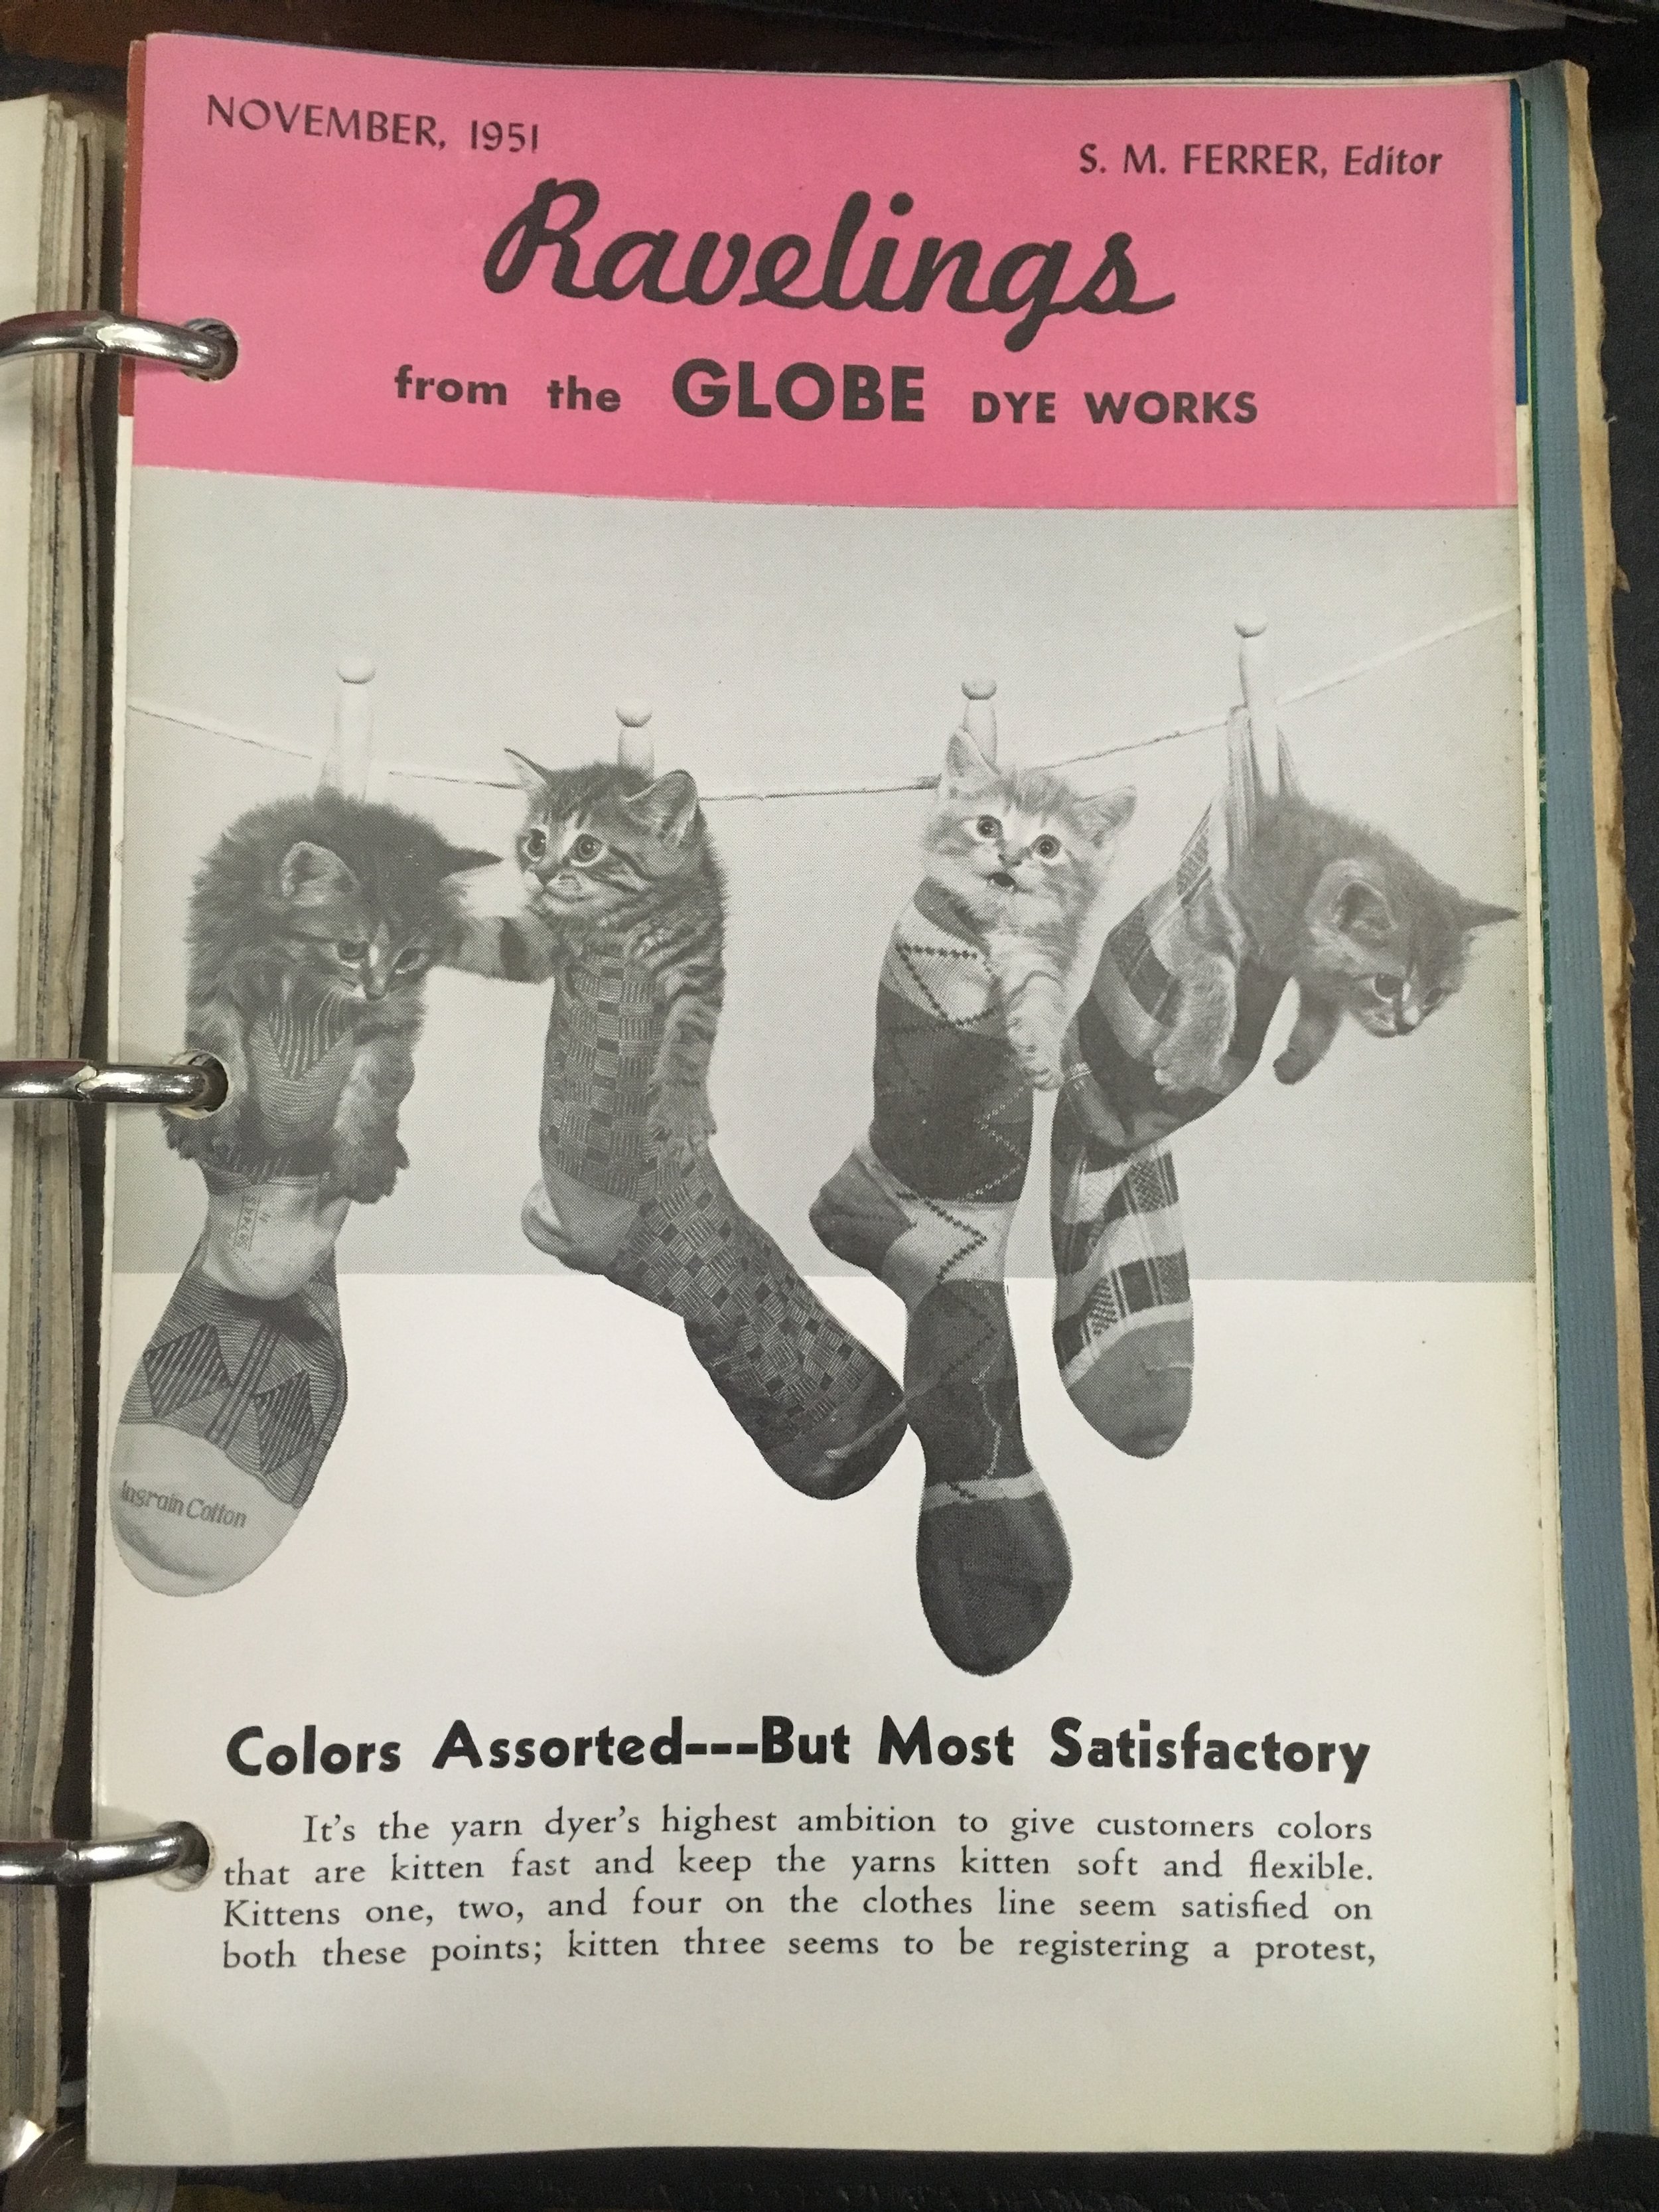 NOVEMBER, 1951
S. M. FERRER, Editor
Ravelings
from the GLOBE DYE WORKS
Ingrain Cotton
Colors Assorted---But Most Satisfactory
It's the yarn dyer's highest ambition to give customers colors
that are kitten fast and keep the yarns kitten soft and flexible.
Kittens one, two, and four on the clothes line seem satisfied on
both these points; kitten three seems to be registering a protest,